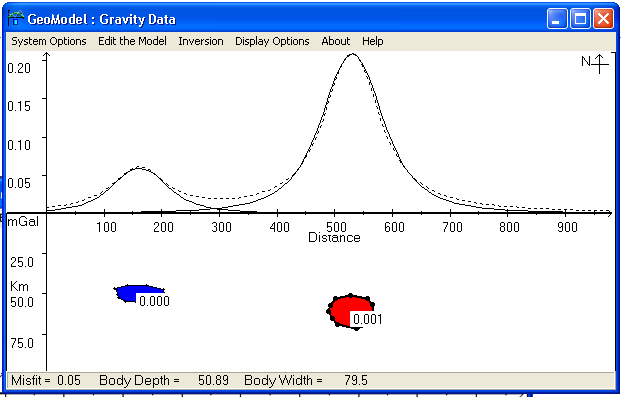 GeoModel : Gravity Data
System Options Edit the Model Inversion Display Options About Help
0.20
N
0.15
0.10
0.05
mGal
100 200 300 400 500 600 700 800 900
Distance
25.0
Km
50.0
0.000
0.001
75.0
Misfit = 0.05 Body Depth = 50.89 Body Width = 79.5